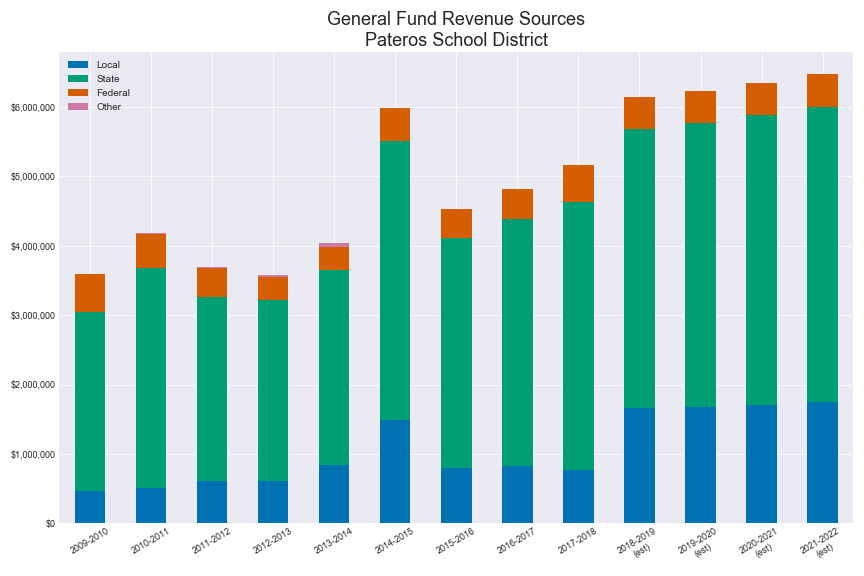 General Fund Revenue Sources
Pateros School District
Local
State
Federal
Other
$6,000,000
$5,000,000
$4,000,000
$3,000,000
$2,000,000
$1,000,000
$0
2009-2010
2010-2011
2011-2012
2012-2013
2013-2014
2014-2015
2015-2016
2016-2017
2017-2018
2018-2019
(est)
2019-2020
(est)
2020-2021
(est)
2021-2022
(est)